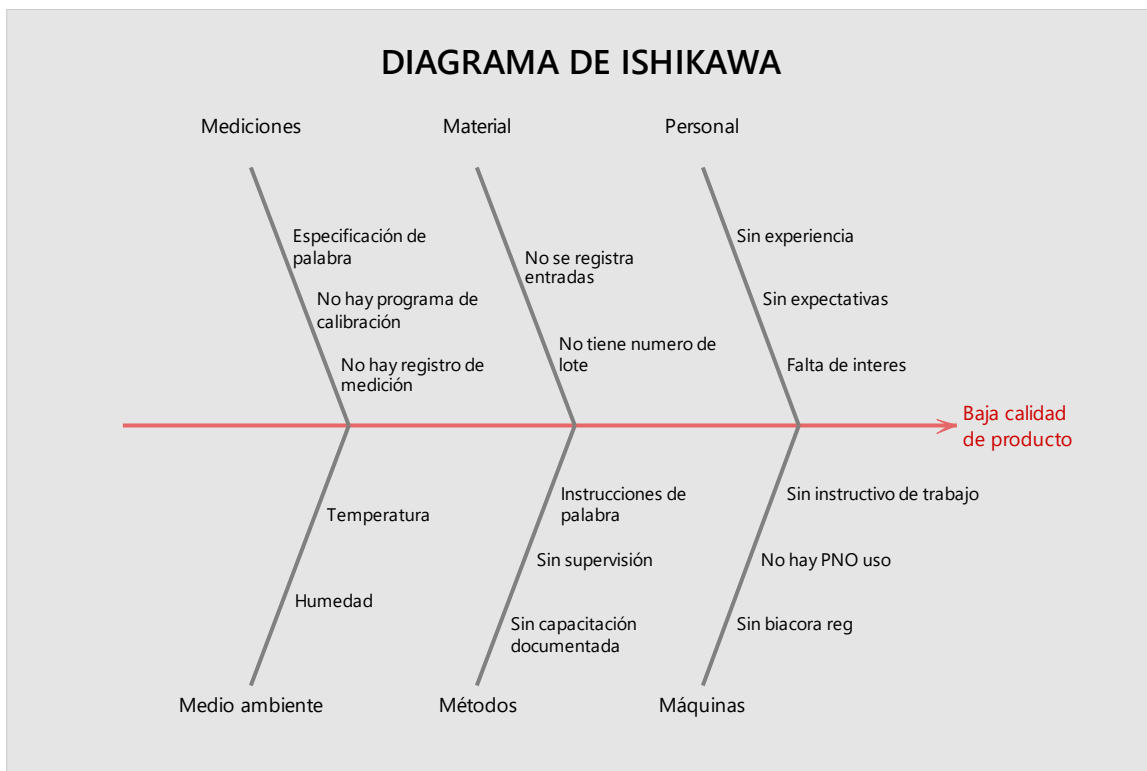 DIAGRAMA DE ISHIKAWA
Mediciones
Material
Personal
Especificación de
palabra
No hay programa de
calibración
No hay registro de
medición
No se registra
entradas
No tiene numero de
lote
Sin experiencia
Sin expectativas
Falta de interes
Baja calidad
de producto
Temperatura
Humedad
Instrucciones de
palabra
Sin supervisión
Sin capacitación
documentada
Sin instructivo de trabajo
No hay PNO uso
Sin biacora reg
Medio ambiente
Métodos
Máquinas